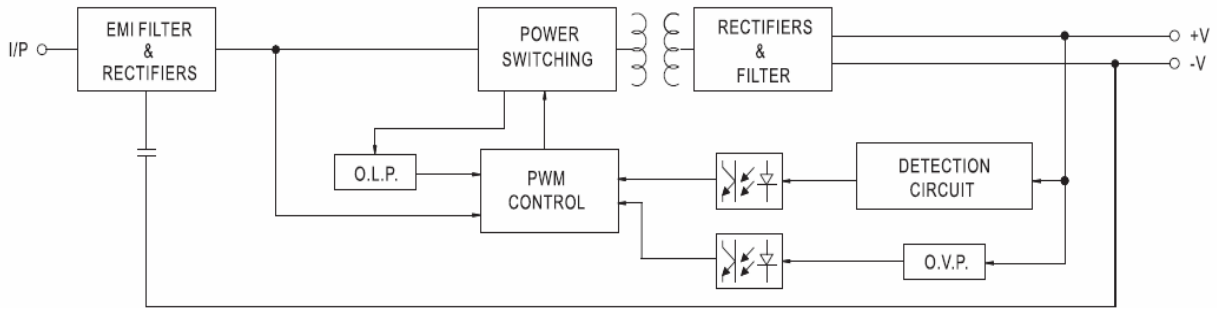 I/P
EMI FILTER
&
RECTIFIERS
POWER
SWITCHING
RECTIFIERS
&
FILTER
+V
-V
O.L.P.
PWM
CONTROL
DETECTION
CIRCUIT
O.V.P.